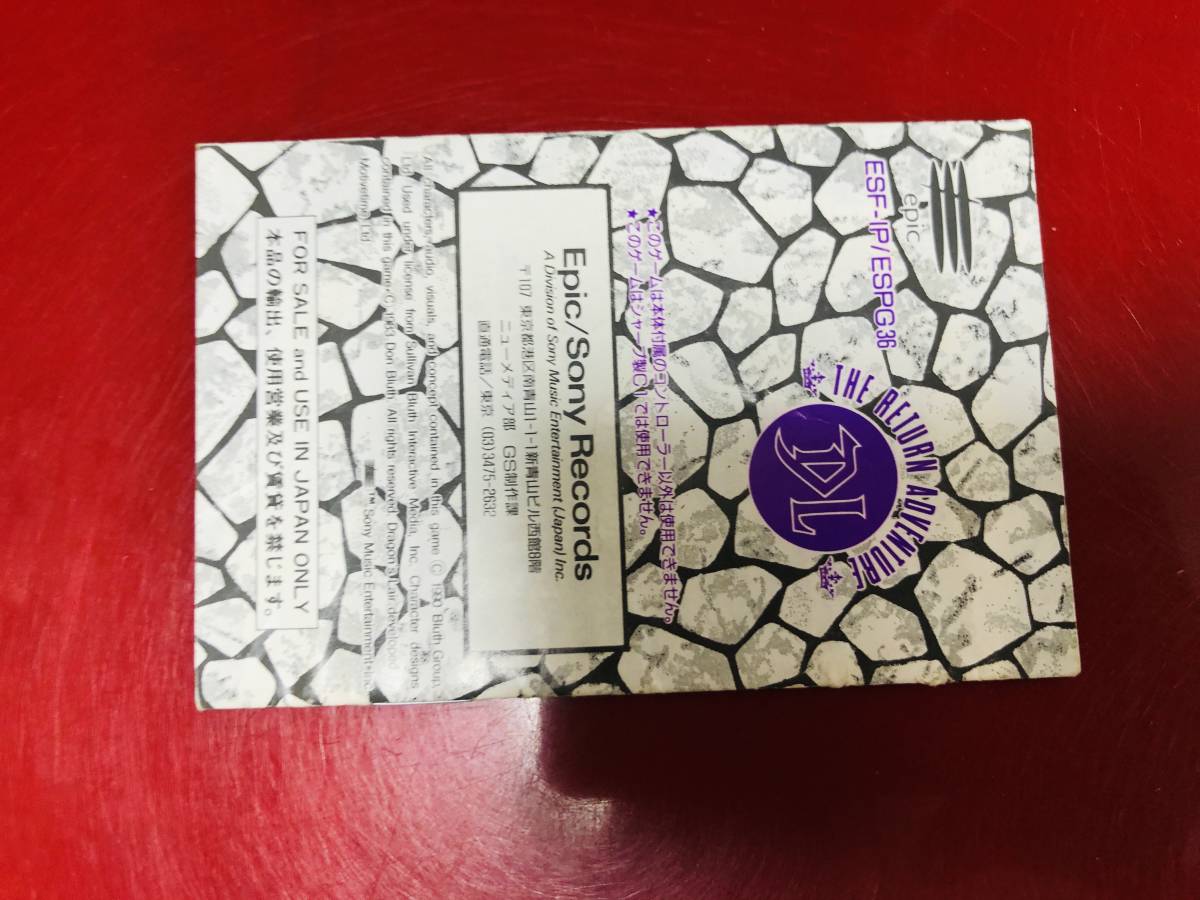 epic
ESF-IP/ESPG36
THE RETURN ADVENTURE
DL
★このゲームは本体付属のコントローラー以外は使用できません。
★このゲームはシャープ製C1では使用できません。
Epic/Sony Records
A Division of Sony Music Entertainment (Japan) Inc.
〒107 東京都港区南青山1-1-1新青山ビル西館8階
ニューメディア部 GS制作課
直通電話/東京 (03)3475-2632
All characters, audio, visuals, and concept contained in this game © 1990 Bluth Group,
Ltd. Used under license from Sullivan Bluth Interactive Media, Inc. Character designs
contained in this game © 1983 Don Bluth. All rights reserved. Dragon's Lair developed
Motivetime Ltd.
™ Sony Music Entertainment Inc.
FOR SALE and USE IN JAPAN ONLY
本品の輸出、使用営業及び賃貸を禁じます。